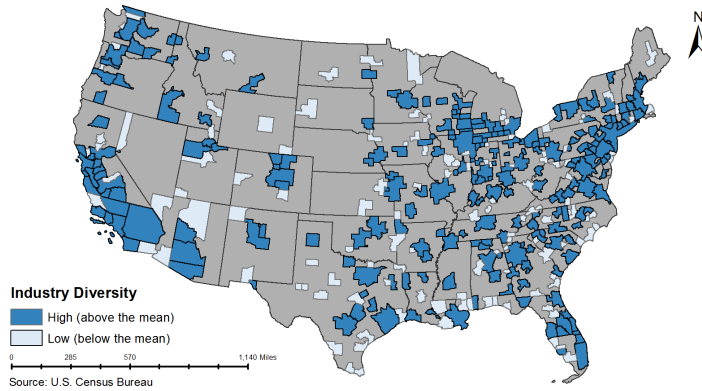 N
Industry Diversity
High (above the mean)
Low (below the mean)
0 285 570 1,140 Miles
Source: U.S. Census Bureau